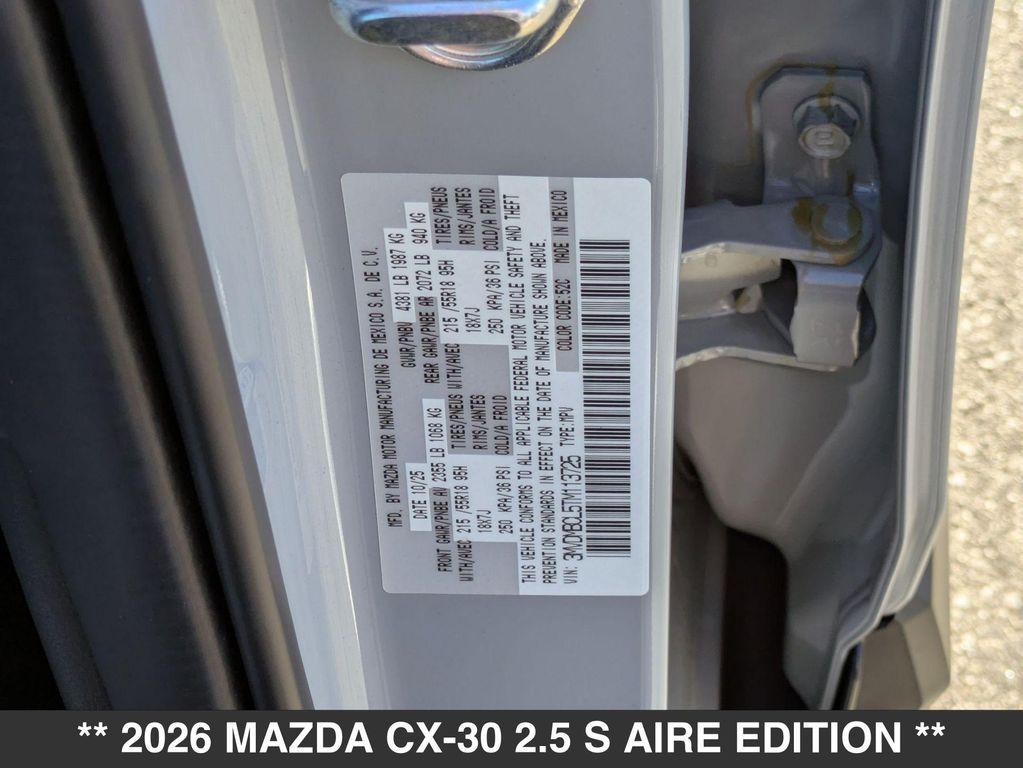 MFD. BY MAZDA MOTOR MANUFACTURING DE MEXICO S.A. DE C.V.
DATE 10/25 GVWR/PNBV 4381 LB 1987 KG
FRONT GAWR/PNBE AV 2355 LB 1068 KG REAR GAWR/PNBE AR 2072 LB 940 KG
WITH/AVEC 215 /55R18 95H TIRES/PNEUS WITH/AVEC 215 /55R18 95H TIRES/PNEUS
18X7J RIMS/JANTES 18X7J RIMS/JANTES
250 KPA/36 PSI COLD/A FROID 250 KPA/36 PSI COLD/A FROID
THIS VEHICLE CONFORMS TO ALL APPLICABLE FEDERAL MOTOR VEHICLE SAFETY AND THEFT
PREVENTION STANDARDS IN EFFECT ON THE DATE OF MANUFACTURE SHOWN ABOVE.
VIN: 3MVDMBCL5TM113725 TYPE:MPV COLOR CODE:52C MADE IN MEXICO
** 2026 MAZDA CX-30 2.5 S AIRE EDITION **